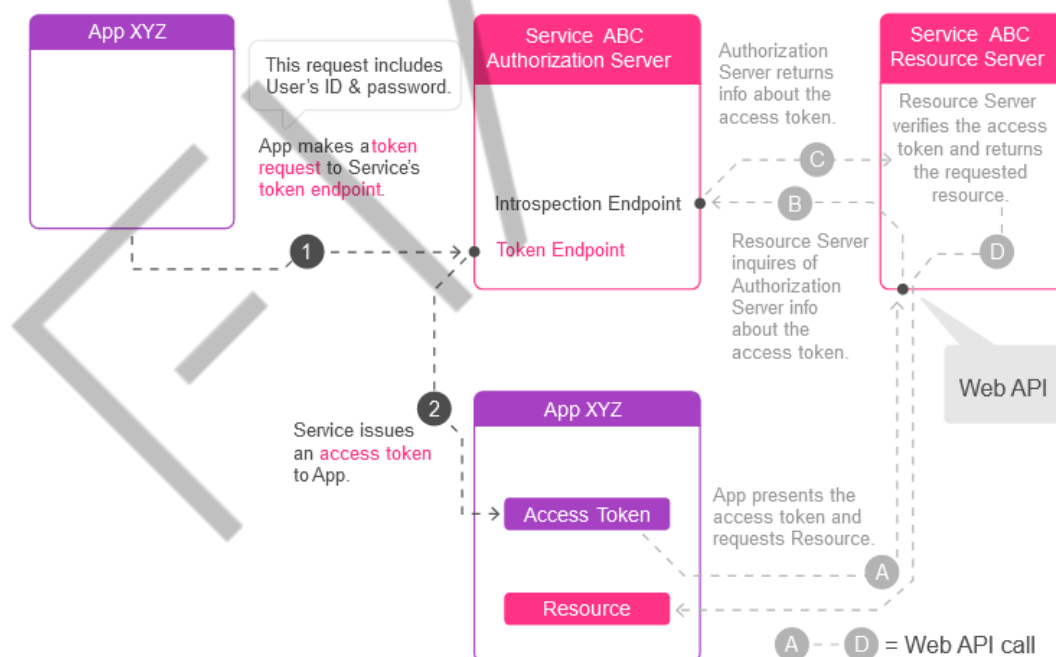 App XYZ
This request includes
User's ID & password.
App makes a token
request to Service's
token endpoint.
1
Service ABC
Authorization Server
Introspection Endpoint
Token Endpoint
Authorization
Server returns
info about the
access token.
C
B
Resource Server
inquires of
Authorization
Server info
about the
access token.
Service ABC
Resource Server
Resource Server
verifies the access
token and returns
the requested
resource.
D
Web API
2
Service issues
an access token
to App.
App XYZ
Access Token
Resource
App presents the
access token and
requests Resource.
A
A D = Web API call